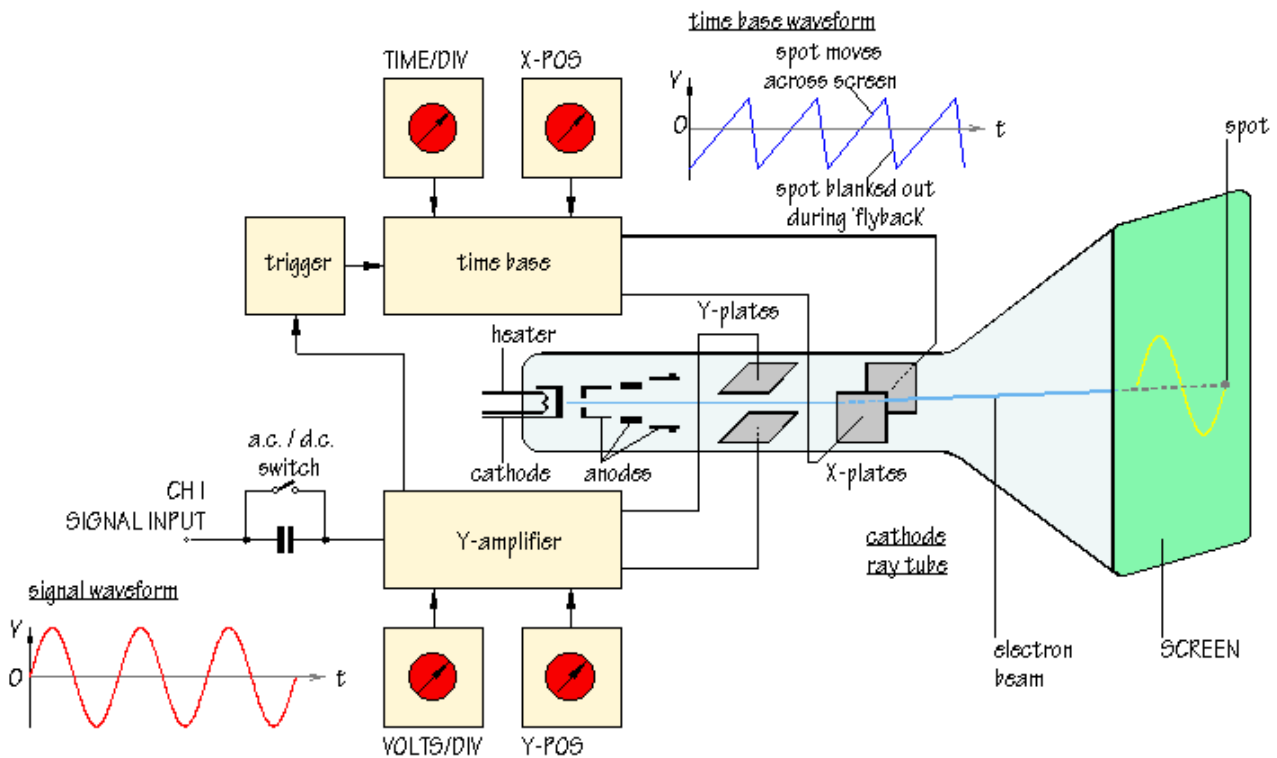 time base waveform
spot moves
across screen
TIME/DIV
X-POS
V
O
t
spot
spot blanked out
during 'flyback'
trigger
time base
Y-plates
heater
cathode
anodes
X-plates
a.c. / d.c.
switch
CH I
SIGNAL INPUT
Y-amplifier
cathode
ray tube
signal waveform
V
O
t
electron
beam
SCREEN
VOLTS/DIV
Y-POS